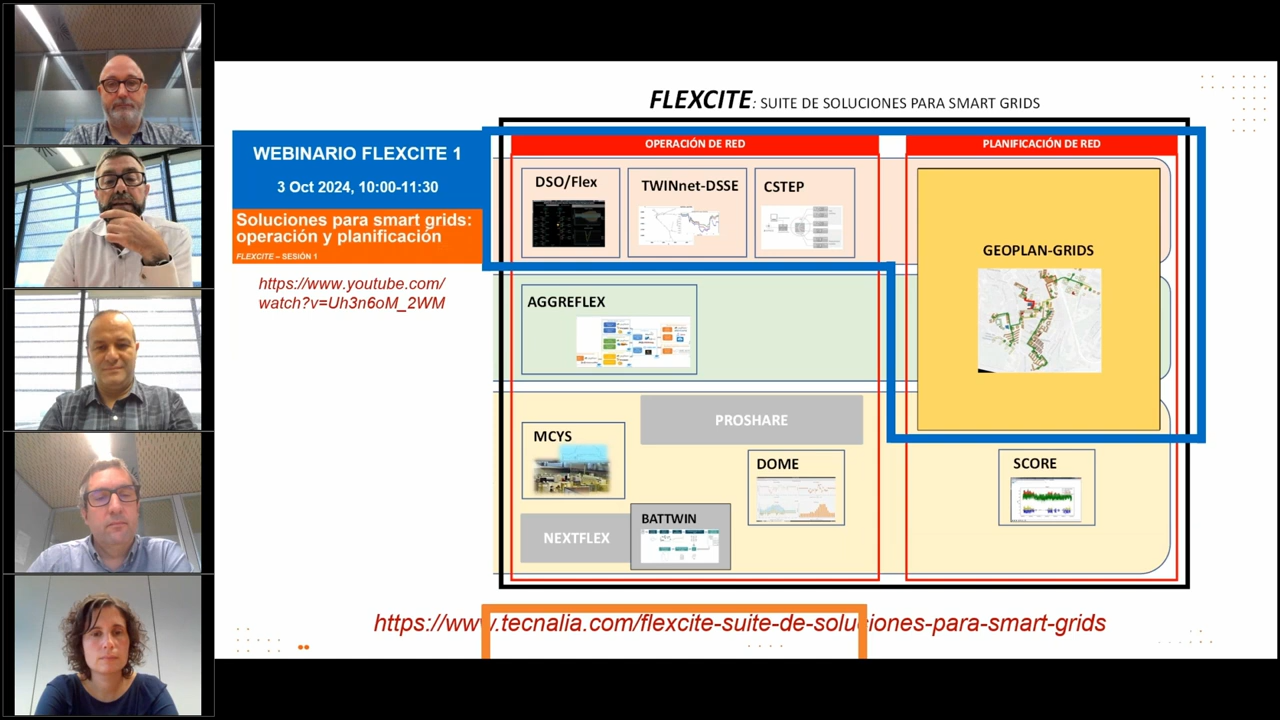 FLEXCITE: SUITE DE SOLUCIONES PARA SMART GRIDS
WEBINARIO FLEXCITE 1
3 Oct 2024, 10:00-11:30
Soluciones para smart grids:
operación y planificación
FLEXCITE – SESIÓN 1
https://www.youtube.com/
watch?v=Uh3n6oM_2WM
OPERACIÓN DE RED
PLANIFICACIÓN DE RED
DSO/Flex
TWINnet-DSSE
CSTEP
GEOPLAN-GRIDS
AGGREFLEX
PROSHARE
MCYS
DOME
SCORE
BATTWIN
NEXTFLEX
https://www.tecnalia.com/flexcite-suite-de-soluciones-para-smart-grids